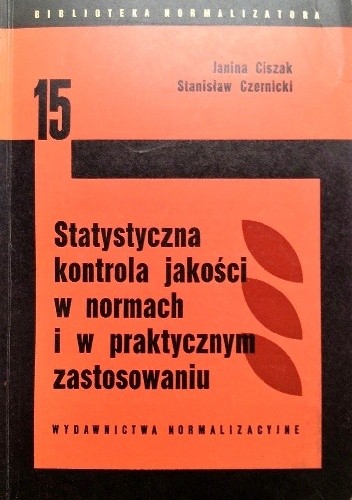 BIBLIOTEKA NORMALIZATORA
Janina Ciszak
Stanisław Czernicki
15
Statystyczna
kontrola jakości
w normach
i w praktycznym
zastosowaniu
WYDAWNICTWA NORMALIZACYJNE